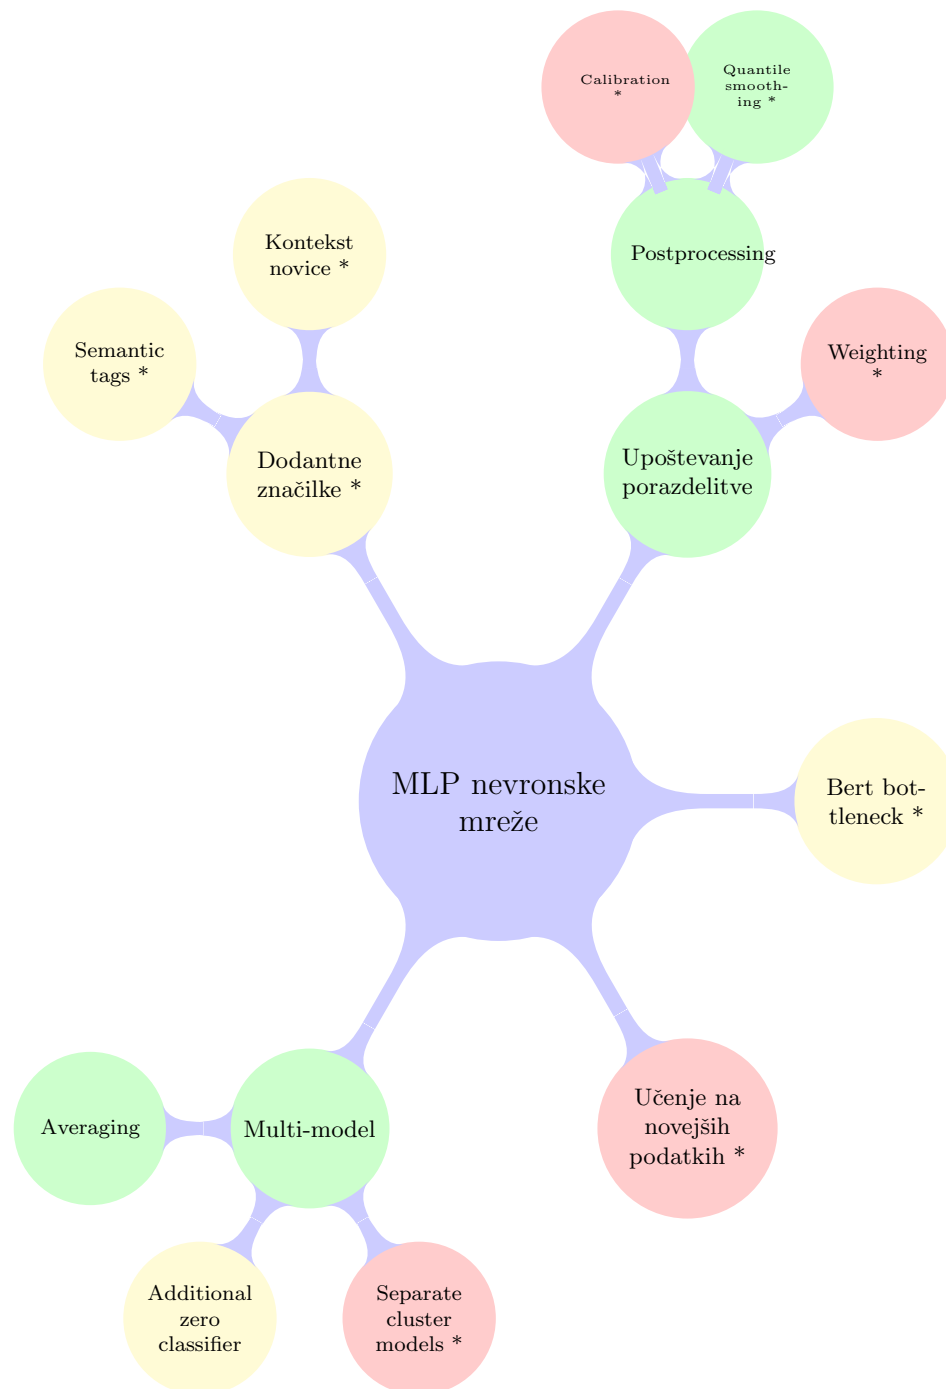 Calibration
*
Quantile
smooth-
ing *
Kontekst
novice *
Postprocessing
Semantic
tags *
Weighting
*
Dodantne
značilke *
Upoštevanje
porazdelitve
MLP nevronske
mreže
Bert bot-
tleneck *
Averaging
Multi-model
Učenje na
novejših
podatkih *
Additional
zero
classifier
Separate
cluster
models *